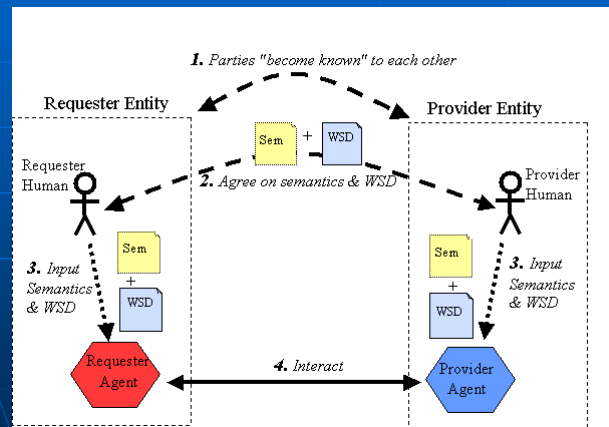 1. Parties "become known" to each other
Requester Entity
Provider Entity
Sem
+
WSD
Requester
Human
2. Agree on semantics & WSD
Provider
Human
3. Input
Semantics
& WSD
Sem
+
WSD
Sem
+
WSD
3. Input
Semantics
& WSD
Requester
Agent
4. Interact
Provider
Agent